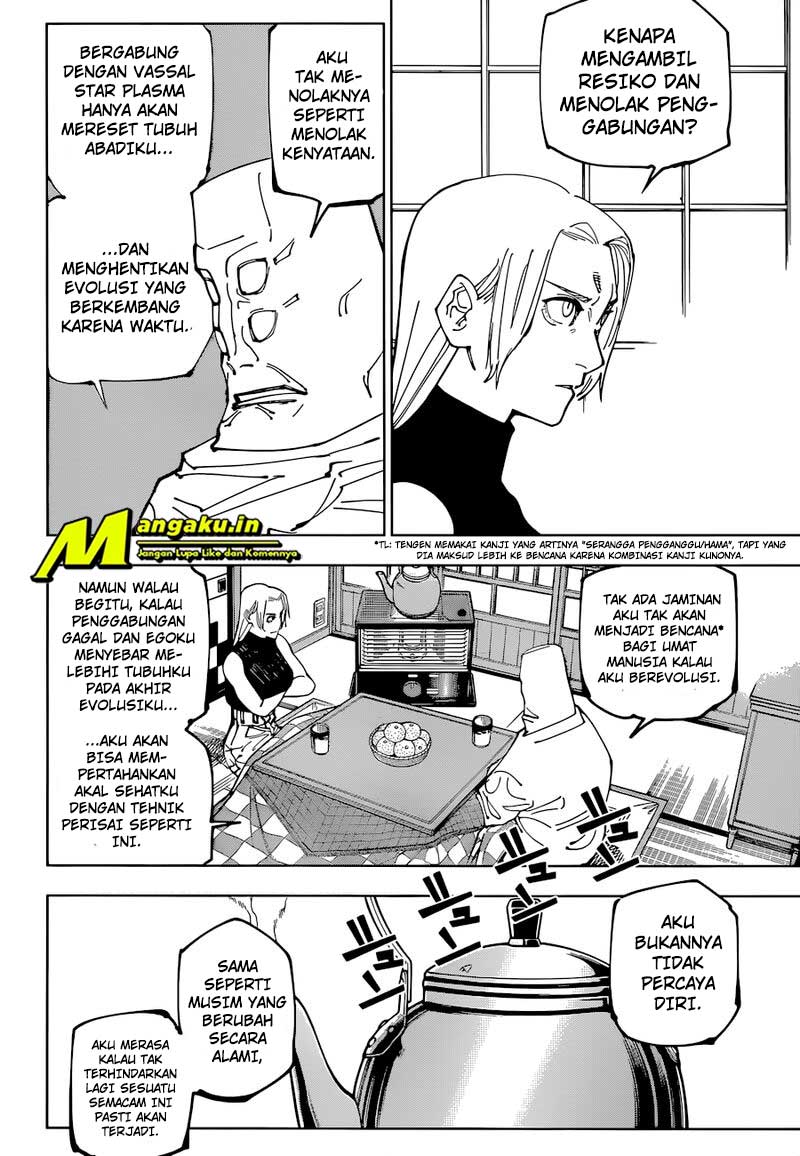 KENAPA
MENGAMBIL
RESIKO DAN
MENOLAK PENG-
GABUNGAN?
AKU
TAK ME-
NOLAKNYA
SEPERTI
MENOLAK
KENYATAAN.
BERGABUNG
DENGAN VASSAL
STAR PLASMA
HANYA AKAN
MERESET TUBUH
ABADIKU...
...DAN
MENGHENTIKAN
EVOLUSI YANG
BERKEMBANG
KARENA WAKTU.
Mangaku.in
Jangan Lupa Like dan Komennya
*TL: TENGEN MEMAKAI KANJI YANG ARTINYA "SERANGGA PENGGANGGU/HAMA", TAPI YANG
DIA MAKSUD LEBIH KE BENCANA KARENA KOMBINASI KANJI KUNONYA.
TAK ADA JAMINAN
AKU TAK AKAN
MENJADI BENCANA*
BAGI UMAT
MANUSIA KALAU
AKU BEREVOLUSI.
NAMUN WALAU
BEGITU, KALAU
PENGGABUNGAN
GAGAL DAN EGOKU
MENYEBAR ME-
LEBIHI TUBUHKU
PADA AKHIR
EVOLUSIKU...
...AKU AKAN
BISA MEM-
PERTAHANKAN
AKAL SEHATKU
DENGAN TEHNIK
PERISAI SEPERTI
INI.
AKU
BUKANNYA
TIDAK
PERCAYA
DIRI.
SAMA
SEPERTI
MUSIM YANG
BERUBAH
SECARA
ALAMI,
AKU MERASA
KALAU TAK
TERHINDARKAN
LAGI SESUATU
SEMACAM INI
PASTI AKAN
TERJADI.